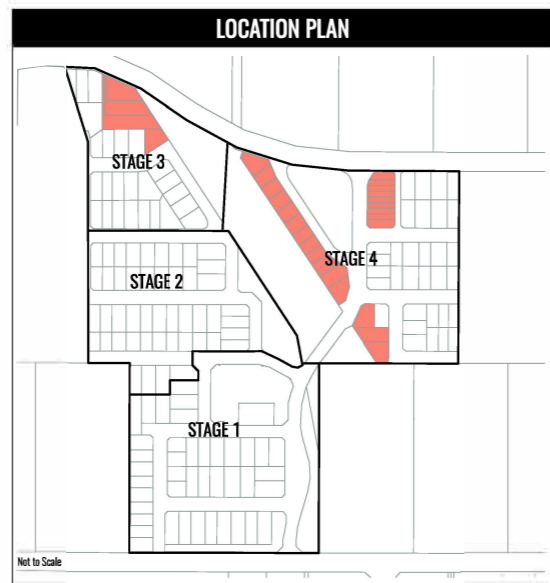 LOCATION PLAN
STAGE 3
STAGE 4
STAGE 2
STAGE 1
Not to Scale